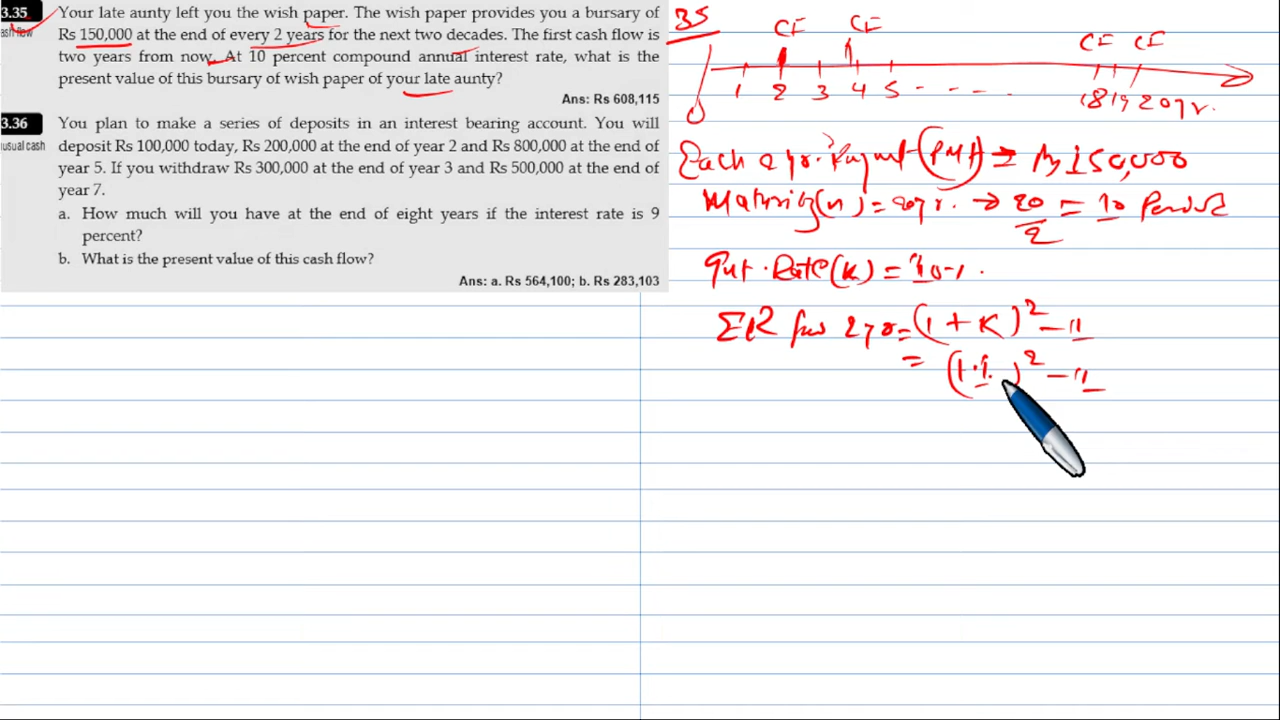 3.35
ash flow
Your late aunty left you the wish paper. The wish paper provides you a bursary of
Rs 150,000 at the end of every 2 years for the next two decades. The first cash flow is
two years from now. At 10 percent compound annual interest rate, what is the
present value of this bursary of wish paper of your late aunty?
Ans: Rs 608,115
3.36
usual cash
You plan to make a series of deposits in an interest bearing account. You will
deposit Rs 100,000 today, Rs 200,000 at the end of year 2 and Rs 800,000 at the end of
year 5. If you withdraw Rs 300,000 at the end of year 3 and Rs 500,000 at the end of
year 7.
a. How much will you have at the end of eight years if the interest rate is 9
percent?
b. What is the present value of this cash flow?
Ans: a. Rs 564,100; b. Rs 283,103
35
CF CF CF CF
0 1 2 3 4 5 - - - - . 18 19 20 yr.
Each 2 yr. Payment (PMT) = Rs 150,000
Maturity (n) = 20 yr. → 20/2 = 10 Period
Int. Rate (K) = 10%.
EIR for 2 yr = (1 + K)² - 1
= (1.1 )² - 1